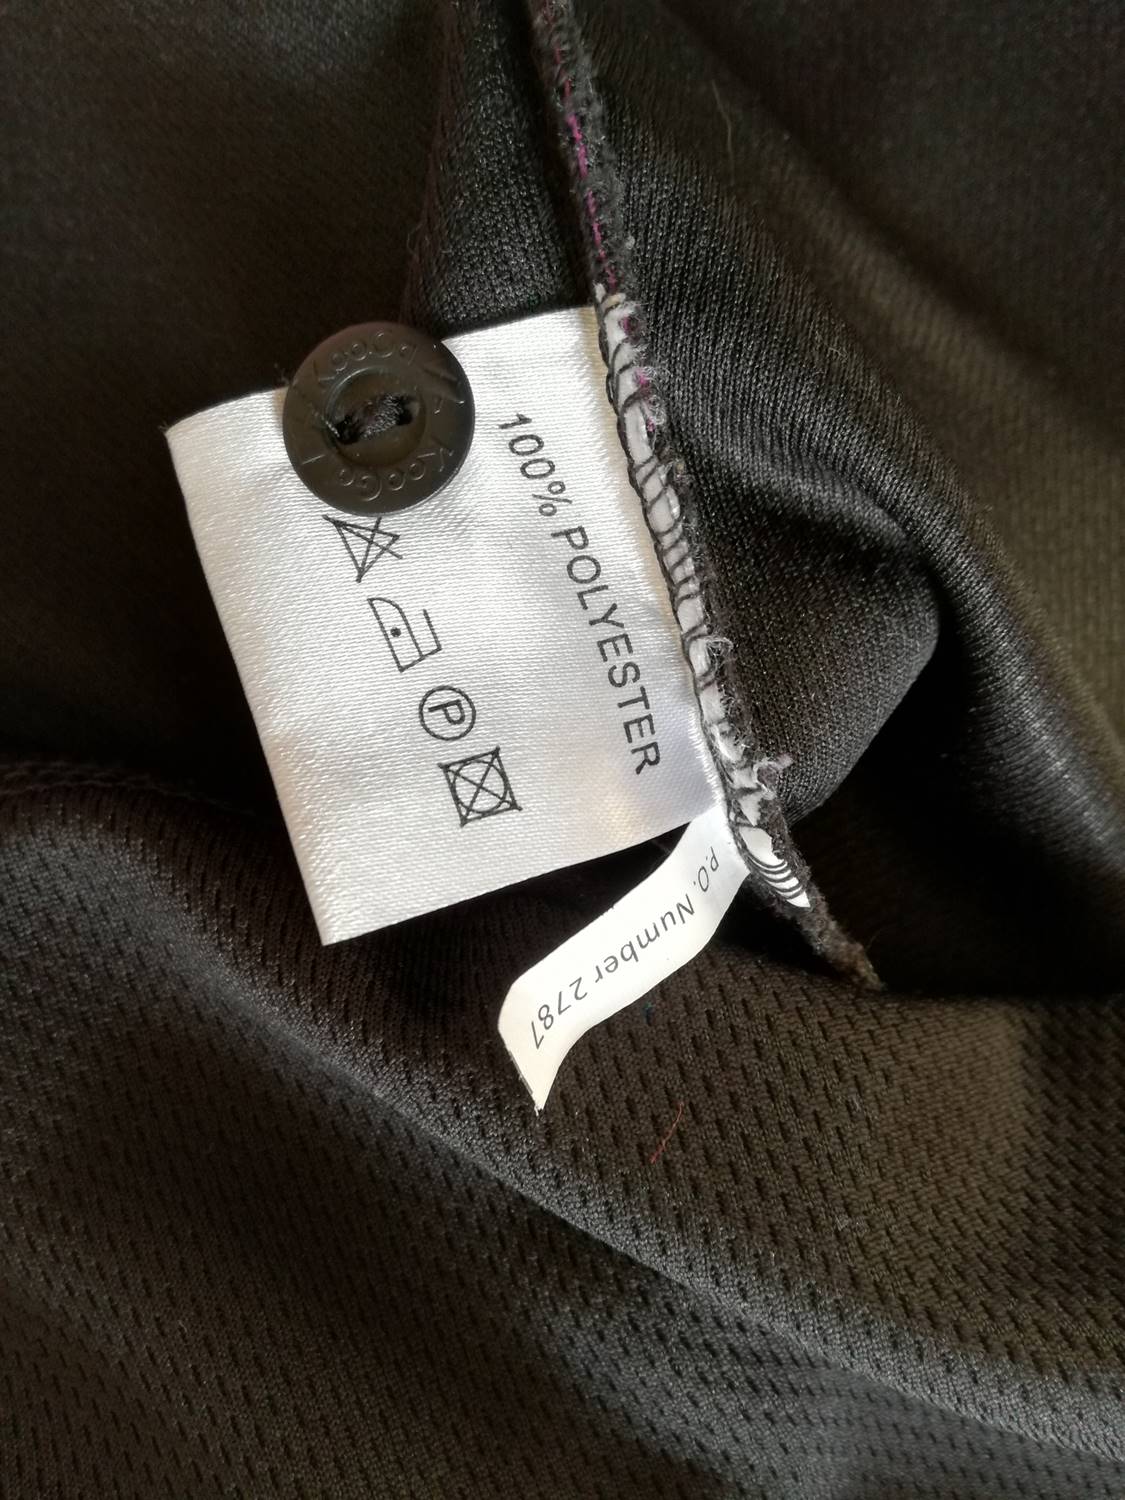 100% POLYESTER
P
P.O. Number 2787